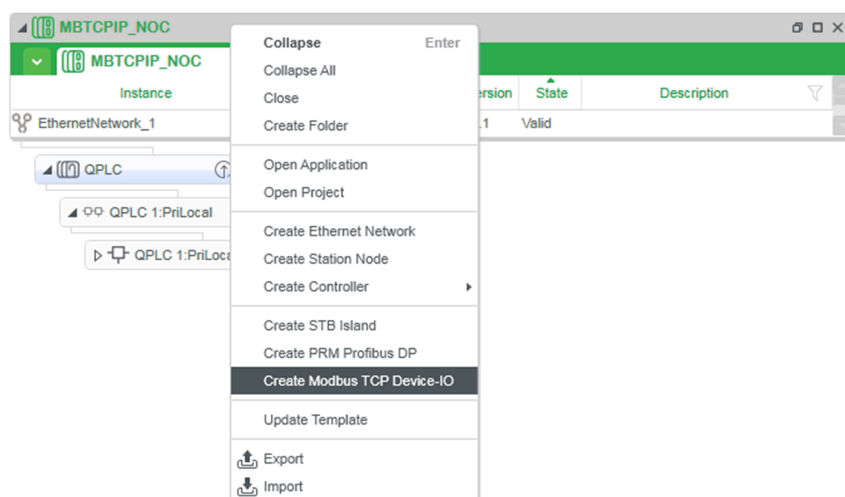 MBTCPIP_NOC
MBTCPIP_NOC
Instance
ersion
State
Description
EthernetNetwork_1
.1
Valid
QPLC
QPLC 1:PriLocal
QPLC 1:PriLoca
Collapse Enter
Collapse All
Close
Create Folder
Open Application
Open Project
Create Ethernet Network
Create Station Node
Create Controller
Create STB Island
Create PRM Profibus DP
Create Modbus TCP Device-IO
Update Template
Export
Import